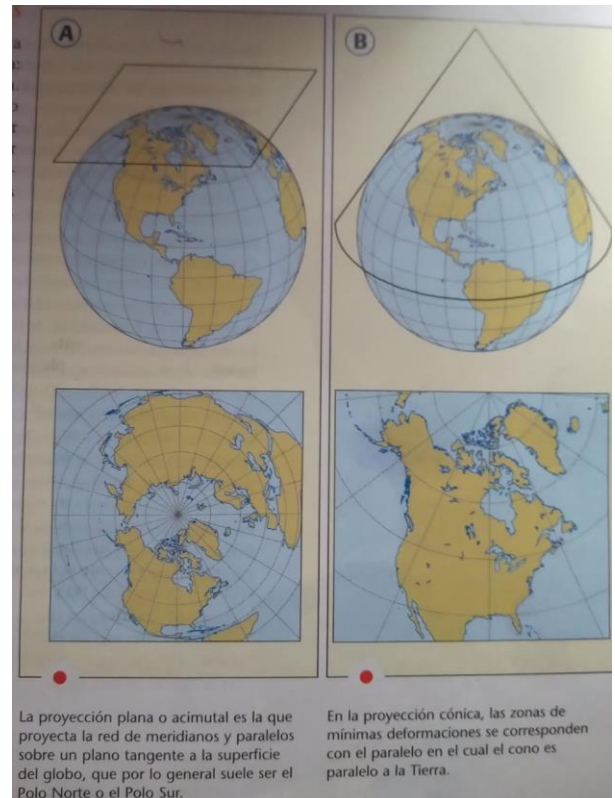 A
B
La proyección plana o acimutal es la que
proyecta la red de meridianos y paralelos
sobre un plano tangente a la superficie
del globo, que por lo general suele ser el
Polo Norte o el Polo Sur.
En la proyección cónica, las zonas de
mínimas deformaciones se corresponden
con el paralelo en el cual el cono es
paralelo a la Tierra.